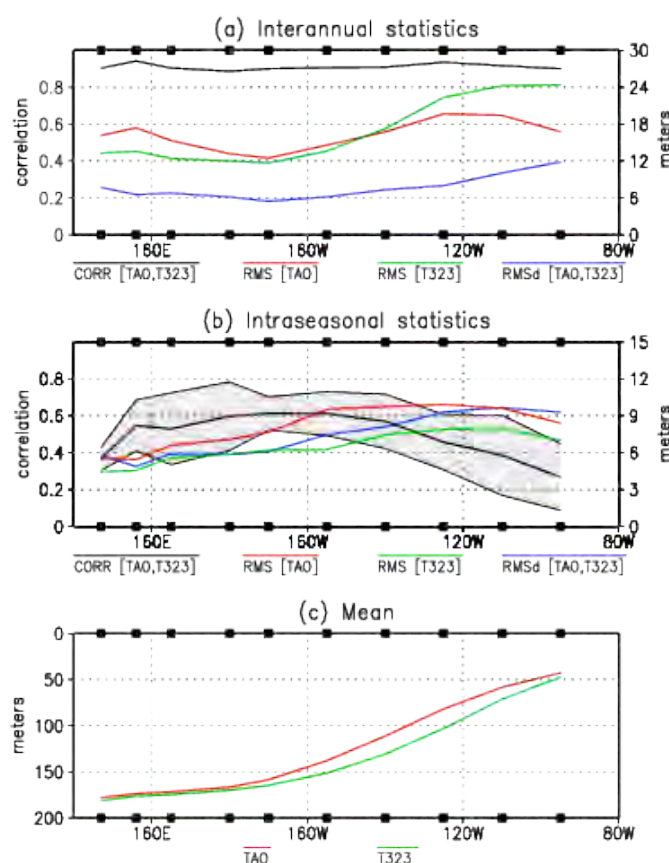 (a) Interannual statistics
30
0.8 24
0.6 18
0.4 12
0.2 6
0 0
correlation
meters
160E 160W 120W 80W
CORR [TAO,T323] RMS [TAO] RMS [T323] RMSd [TAO,T323]
(b) Intraseasonal statistics
15
0.8 12
0.6 9
0.4 6
0.2 3
0 0
correlation
meters
160E 160W 120W 80W
CORR [TAO,T323] RMS [TAO] RMS [T323] RMSd [TAO,T323]
(c) Mean
0
50
100
150
200
meters
160E 160W 120W 80W
TAO T323